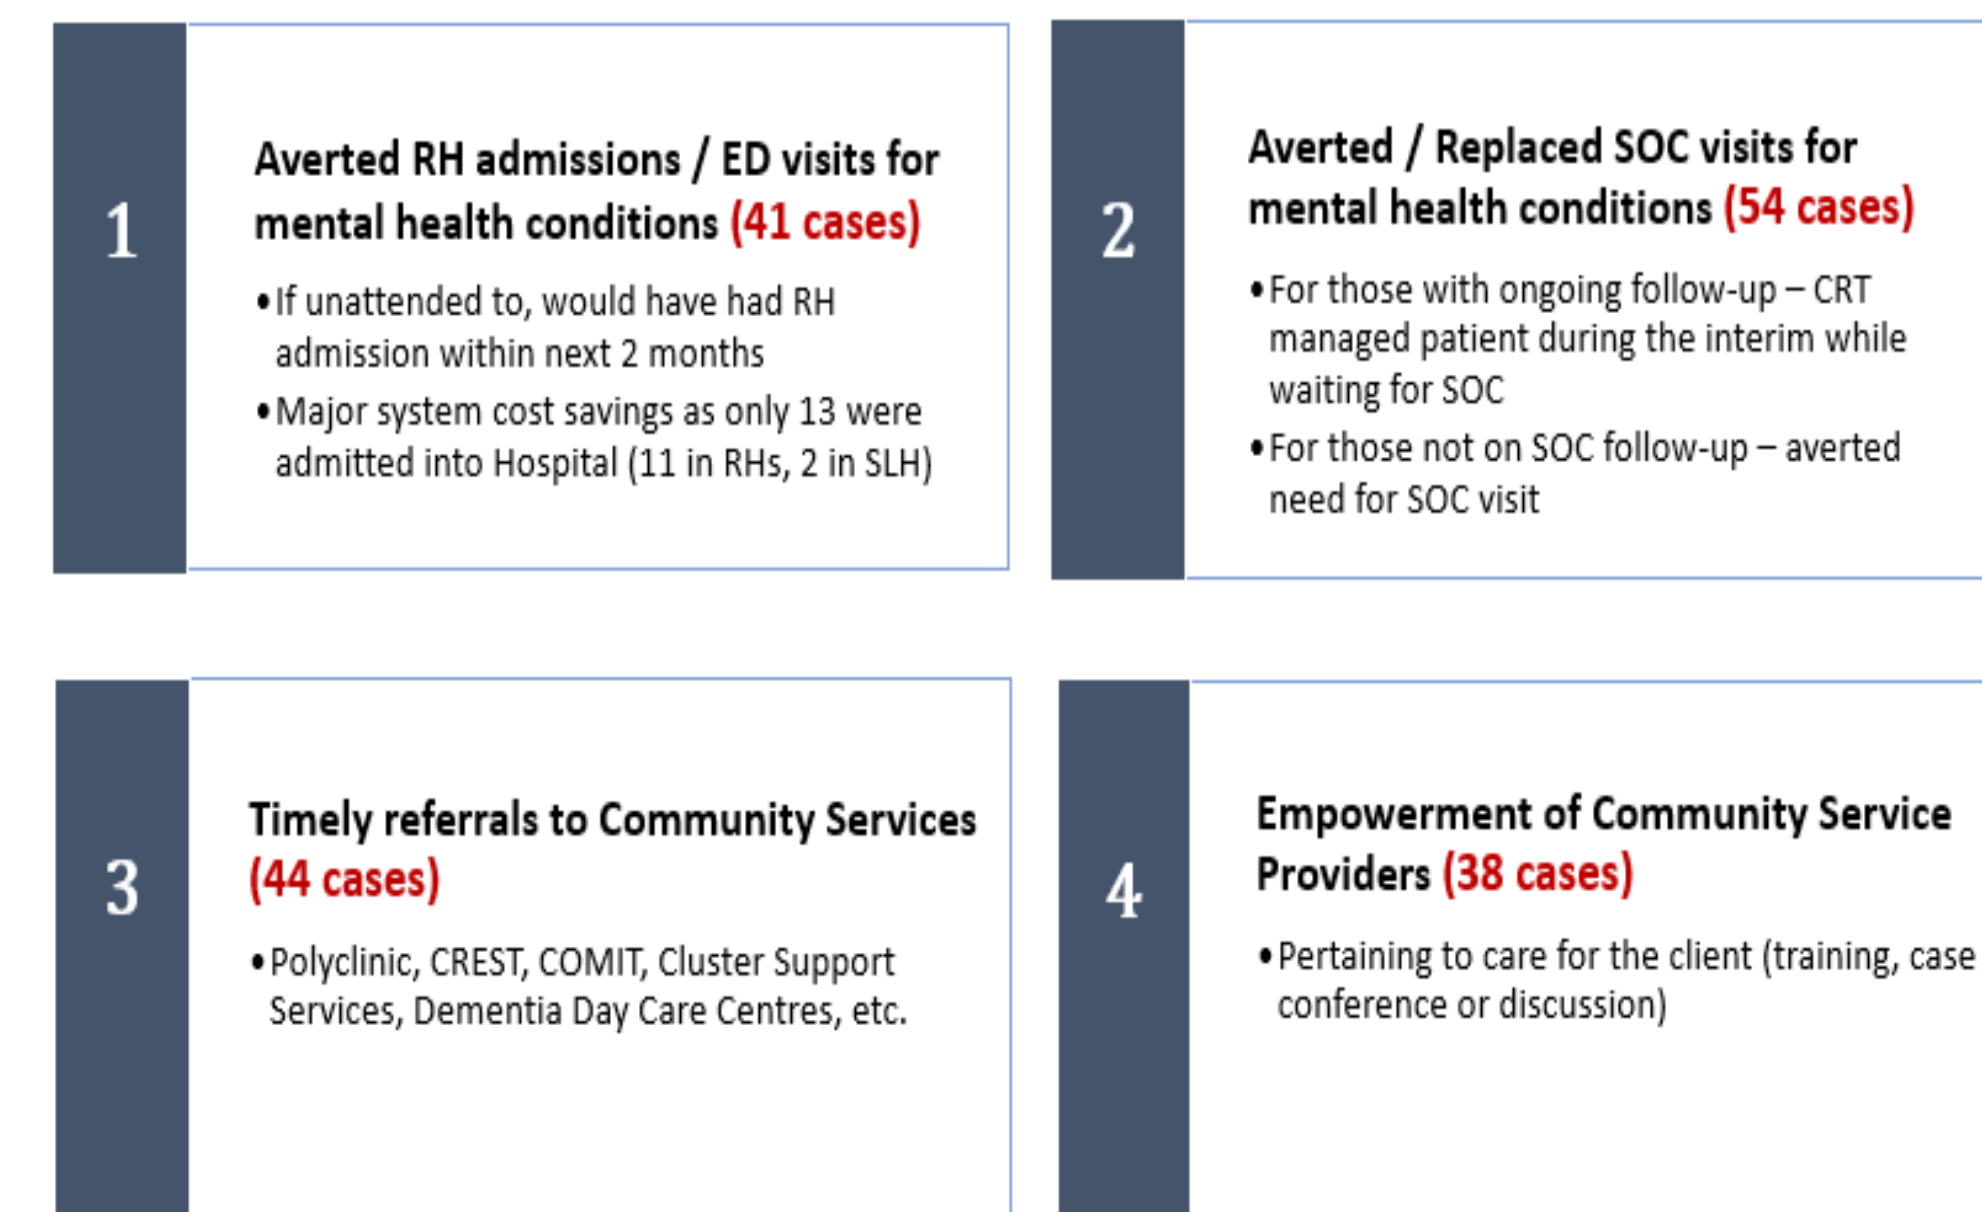 1
Averted RH admissions / ED visits for
mental health conditions (41 cases)
•If unattended to, would have had RH
admission within next 2 months
•Major system cost savings as only 13 were
admitted into Hospital (11 in RHs, 2 in SLH)
2
Averted / Replaced SOC visits for
mental health conditions (54 cases)
•For those with ongoing follow-up – CRT
managed patient during the interim while
waiting for SOC
•For those not on SOC follow-up – averted
need for SOC visit
3
Timely referrals to Community Services
(44 cases)
•Polyclinic, CREST, COMIT, Cluster Support
Services, Dementia Day Care Centres, etc.
4
Empowerment of Community Service
Providers (38 cases)
•Pertaining to care for the client (training, case
conference or discussion)